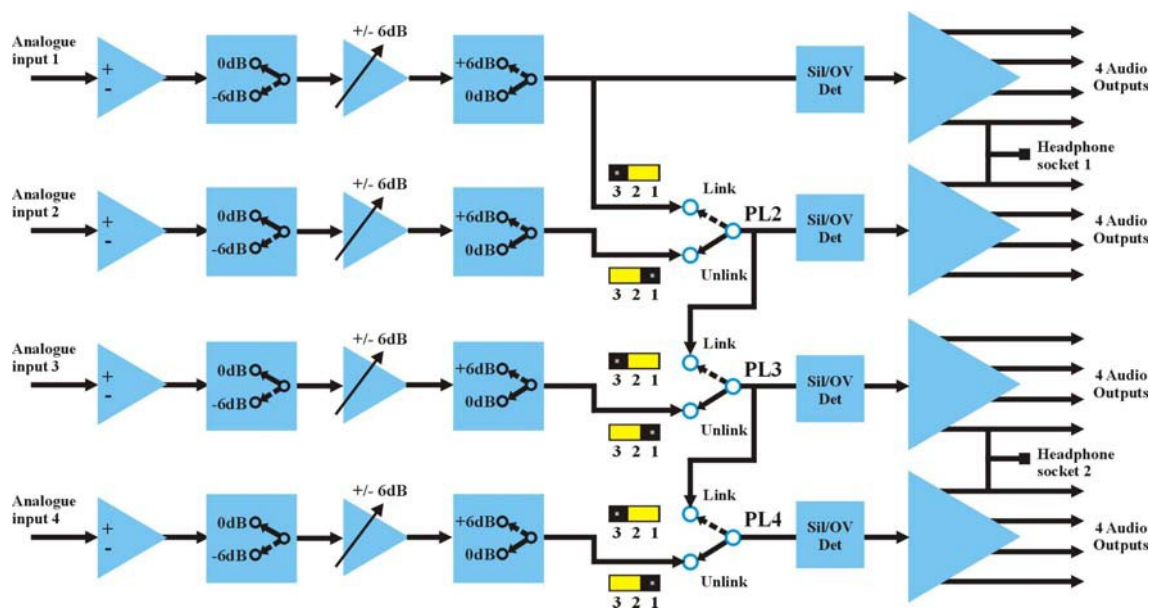 Analogue
input 1
+
-
0dB
-6dB
+/- 6dB
+6dB
0dB
Sil/OV
Det
4 Audio
Outputs
Headphone
socket 1
3 2 1
Link
Analogue
input 2
+
-
0dB
-6dB
+/- 6dB
+6dB
0dB
PL2
Unlink
3 2 1
Sil/OV
Det
4 Audio
Outputs
Analogue
input 3
+
-
0dB
-6dB
+/- 6dB
+6dB
0dB
3 2 1
Link
PL3
Unlink
3 2 1
Sil/OV
Det
4 Audio
Outputs
Headphone
socket 2
Analogue
input 4
+
-
0dB
-6dB
+/- 6dB
+6dB
0dB
3 2 1
Link
PL4
Unlink
3 2 1
Sil/OV
Det
4 Audio
Outputs